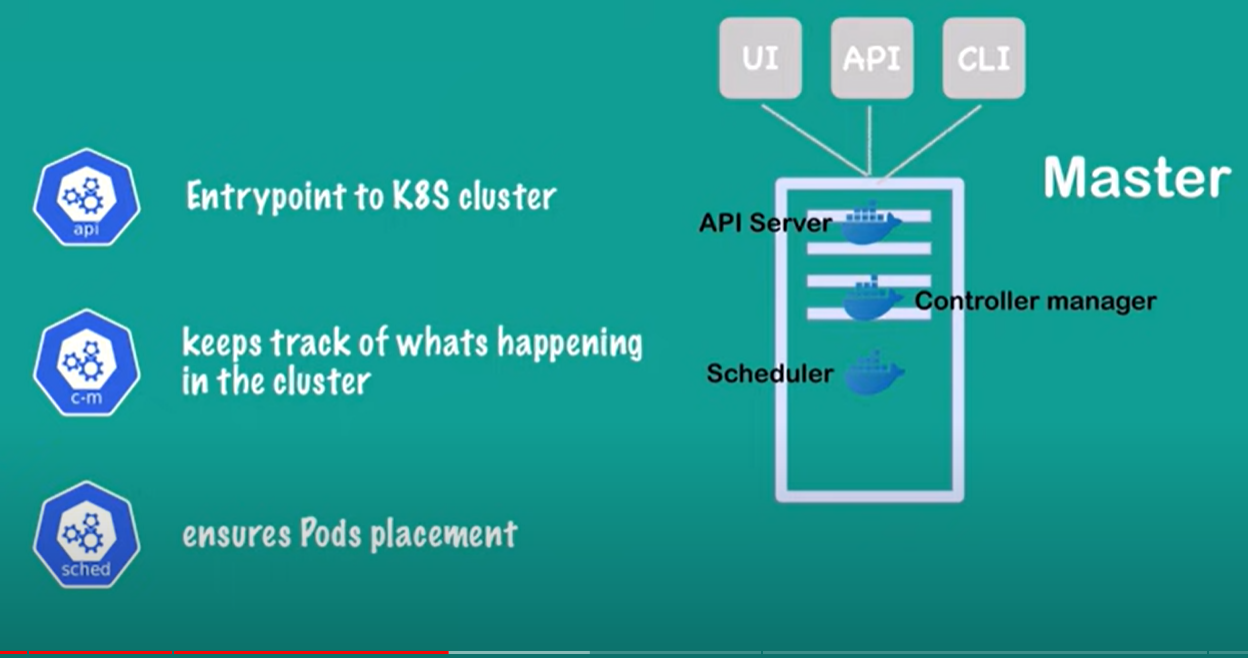 UI
API
CLI
Master
api
Entrypoint to K8S cluster
API Server
c-m
keeps track of whats happening
in the cluster
Controller manager
Scheduler
sched
ensures Pods placement